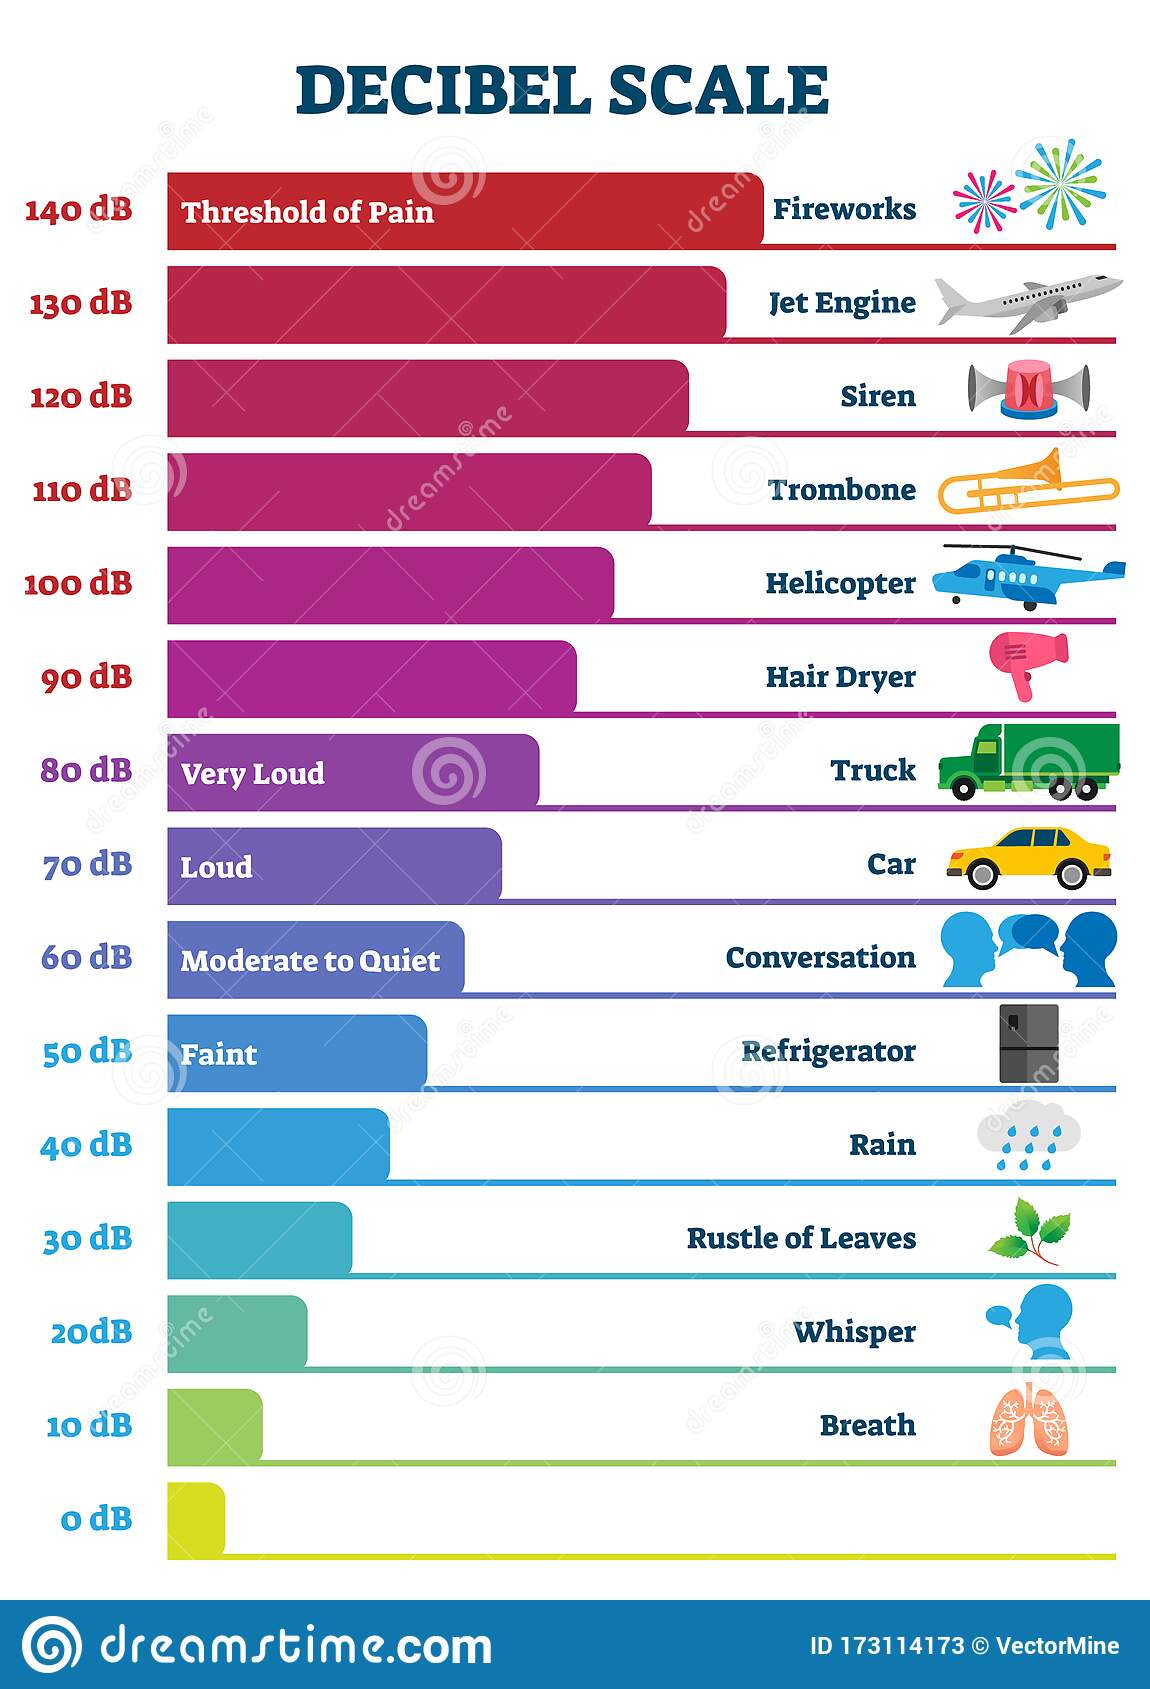 DECIBEL SCALE
140 dB Threshold of Pain Fireworks
130 dB Jet Engine
120 dB Siren
110 dB Trombone
100 dB Helicopter
90 dB Hair Dryer
80 dB Very Loud Truck
70 dB Loud Car
60 dB Moderate to Quiet Conversation
50 dB Faint Refrigerator
40 dB Rain
30 dB Rustle of Leaves
20dB Whisper
10 dB Breath
0 dB
dreamstime.com ID 173114173 © VectorMine